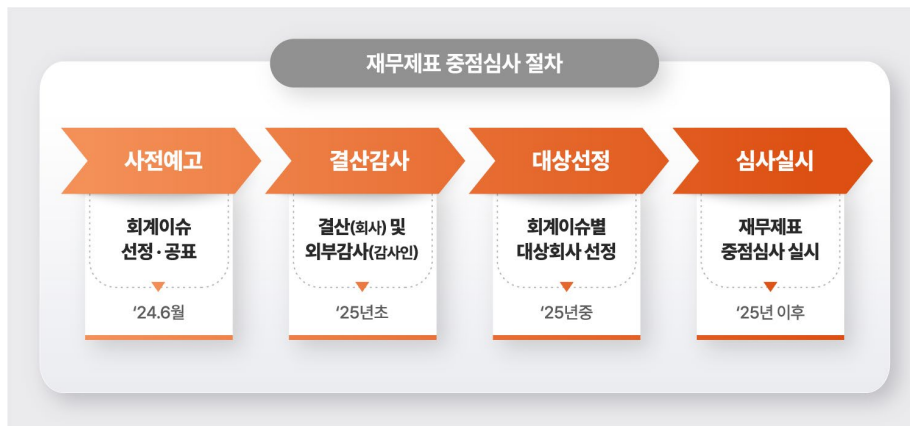 재무제표 중점심사 절차
사전예고
회계이슈
선정·공표
‘24.6월
결산감사
결산(회사) 및
외부감사(감사인)
‘25년초
대상선정
회계이슈별
대상회사 선정
‘25년중
심사실시
재무제표
중점심사 실시
‘25년 이후